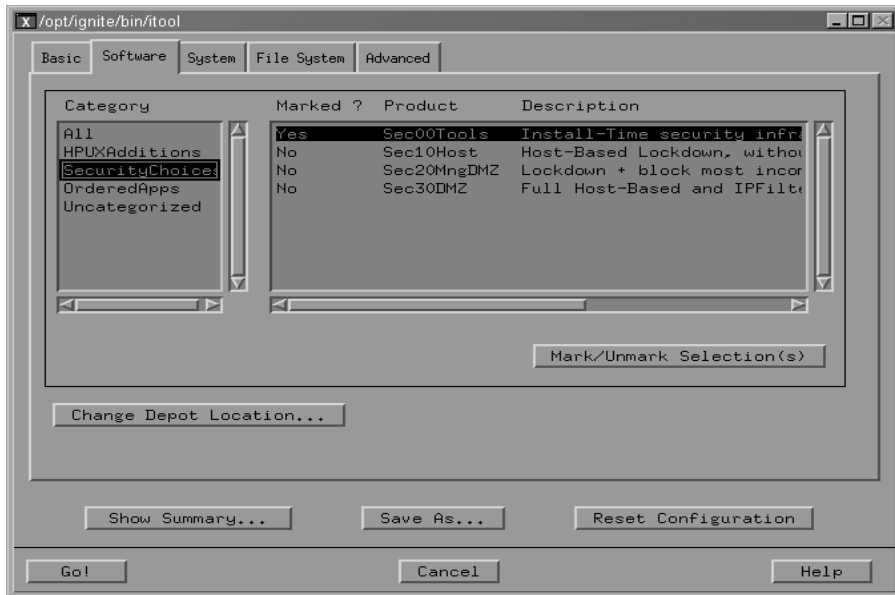 X /opt/ignite/bin/itool
Basic Software System File System Advanced
Category Marked ? Product Description
All
HPUXAdditions
SecurityChoices
OrderedApps
Uncategorized
Yes Sec00Tools Install-Time security infra
No Sec10Host Host-Based Lockdown, withou
No Sec20MngDMZ Lockdown + block most incom
No Sec30DMZ Full Host-Based and IPFilte
Mark/Unmark Selection(s)
Change Depot Location...
Show Summary... Save As... Reset Configuration
Go! Cancel Help